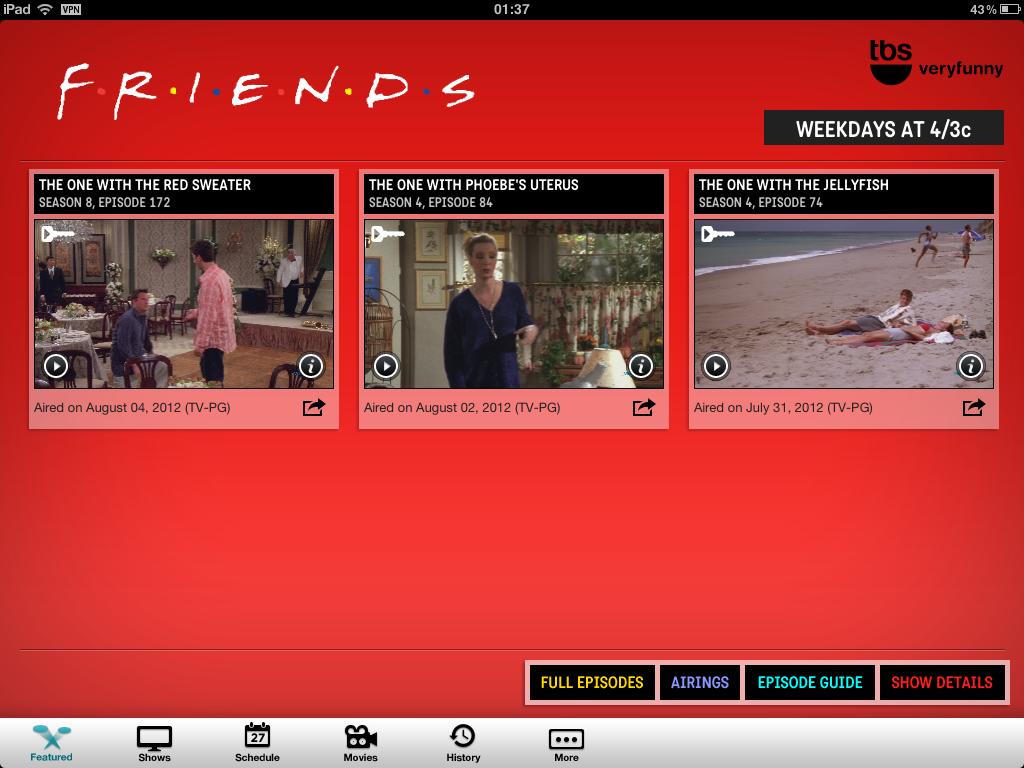 iPad VPN 01:37 43%
F·R·I·E·N·D·S
tbs
veryfunny
WEEKDAYS AT 4/3c
THE ONE WITH THE RED SWEATER
SEASON 8, EPISODE 172
Aired on August 04, 2012 (TV-PG)
THE ONE WITH PHOEBE'S UTERUS
SEASON 4, EPISODE 84
Aired on August 02, 2012 (TV-PG)
THE ONE WITH THE JELLYFISH
SEASON 4, EPISODE 74
Aired on July 31, 2012 (TV-PG)
FULL EPISODES AIRINGS EPISODE GUIDE SHOW DETAILS
27
Featured Shows Schedule Movies History More